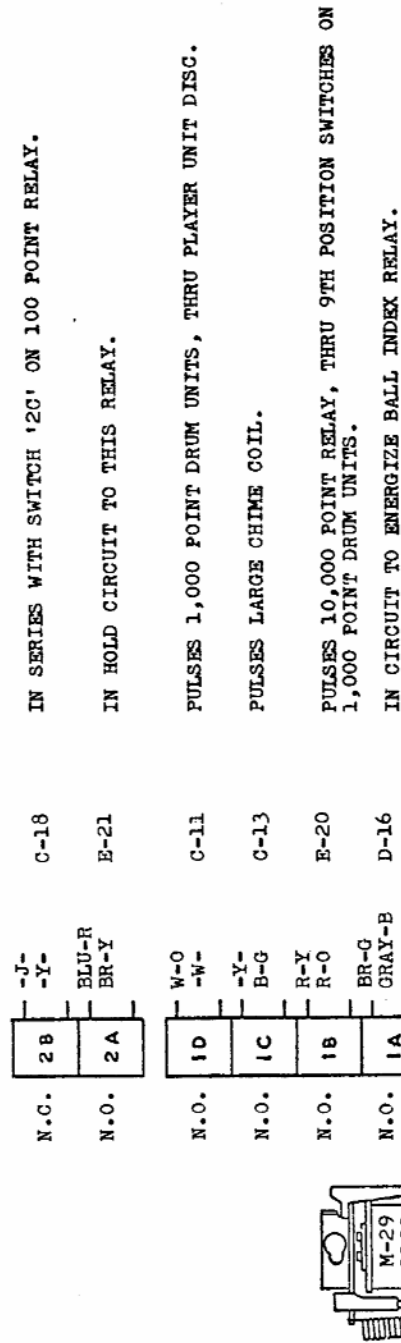 N.C. 2B -J- C-18 IN SERIES WITH SWITCH '2C' ON 100 POINT RELAY.
-Y-
N.O. 2A BLU-R E-21 IN HOLD CIRCUIT TO THIS RELAY.
BR-Y
N.O. 1D W-O C-11 PULSES 1,000 POINT DRUM UNITS, THRU PLAYER UNIT DISC.
-W-
N.O. 1C -Y- C-13 PULSES LARGE CHIME COIL.
B-G
N.O. 1B R-Y E-20 PULSES 10,000 POINT RELAY, THRU 9TH POSITION SWITCHES ON
R-O 1,000 POINT DRUM UNITS.
N.O. 1A BR-G D-16 IN CIRCUIT TO ENERGIZE BALL INDEX RELAY.
GRAY-B
M-29